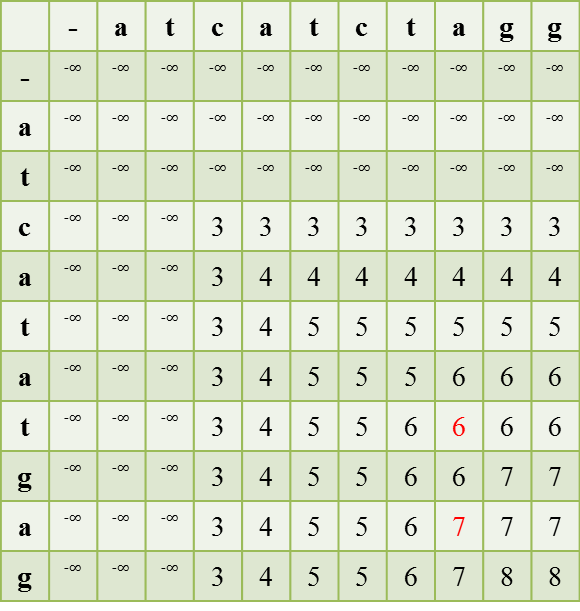 - a t c a t c t a g g
- -∞ -∞ -∞ -∞ -∞ -∞ -∞ -∞ -∞ -∞ -∞
a -∞ -∞ -∞ -∞ -∞ -∞ -∞ -∞ -∞ -∞ -∞
t -∞ -∞ -∞ -∞ -∞ -∞ -∞ -∞ -∞ -∞ -∞
c -∞ -∞ -∞ 3 3 3 3 3 3 3 3
a -∞ -∞ -∞ 3 4 4 4 4 4 4 4
t -∞ -∞ -∞ 3 4 5 5 5 5 5 5
a -∞ -∞ -∞ 3 4 5 5 5 6 6 6
t -∞ -∞ -∞ 3 4 5 5 6 6 6 6
g -∞ -∞ -∞ 3 4 5 5 6 6 7 7
a -∞ -∞ -∞ 3 4 5 5 6 7 7 7
g -∞ -∞ -∞ 3 4 5 5 6 7 8 8